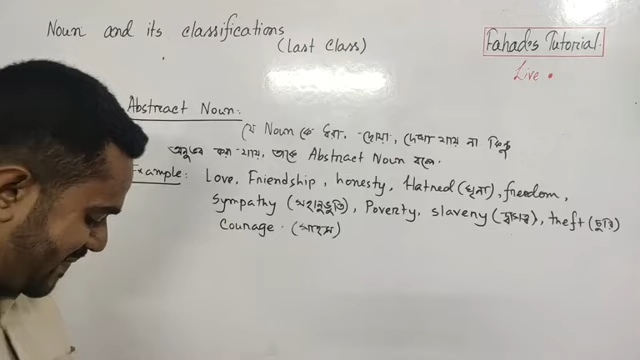 Noun and its classifications
(Last Class)
Fahad's Tutorial
Live
Abstract Noun:
যে Noun কে ধরা, ছোয়া, দেখা যায় না কিন্তু
অনুভব করা যায়, তাকে Abstract Noun বলে.
Example: Love, Friendship, honesty, Hatred (ঘৃনা), freedom,
Sympathy (সহানুভূতি), Poverty, slavery (দাসত্ব), theft (চুরি)
Courage. (সাহস)